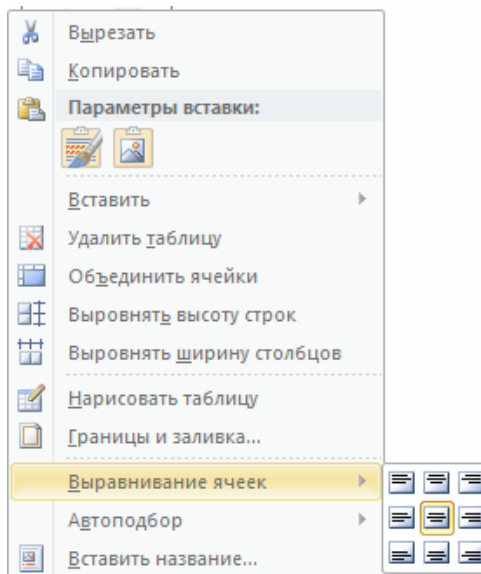 Вырезать
Копировать
Параметры вставки:
Вставить
Удалить таблицу
Объединить ячейки
Выровнять высоту строк
Выровнять ширину столбцов
Нарисовать таблицу
Границы и заливка...
Выравнивание ячеек
Автоподбор
Вставить название...